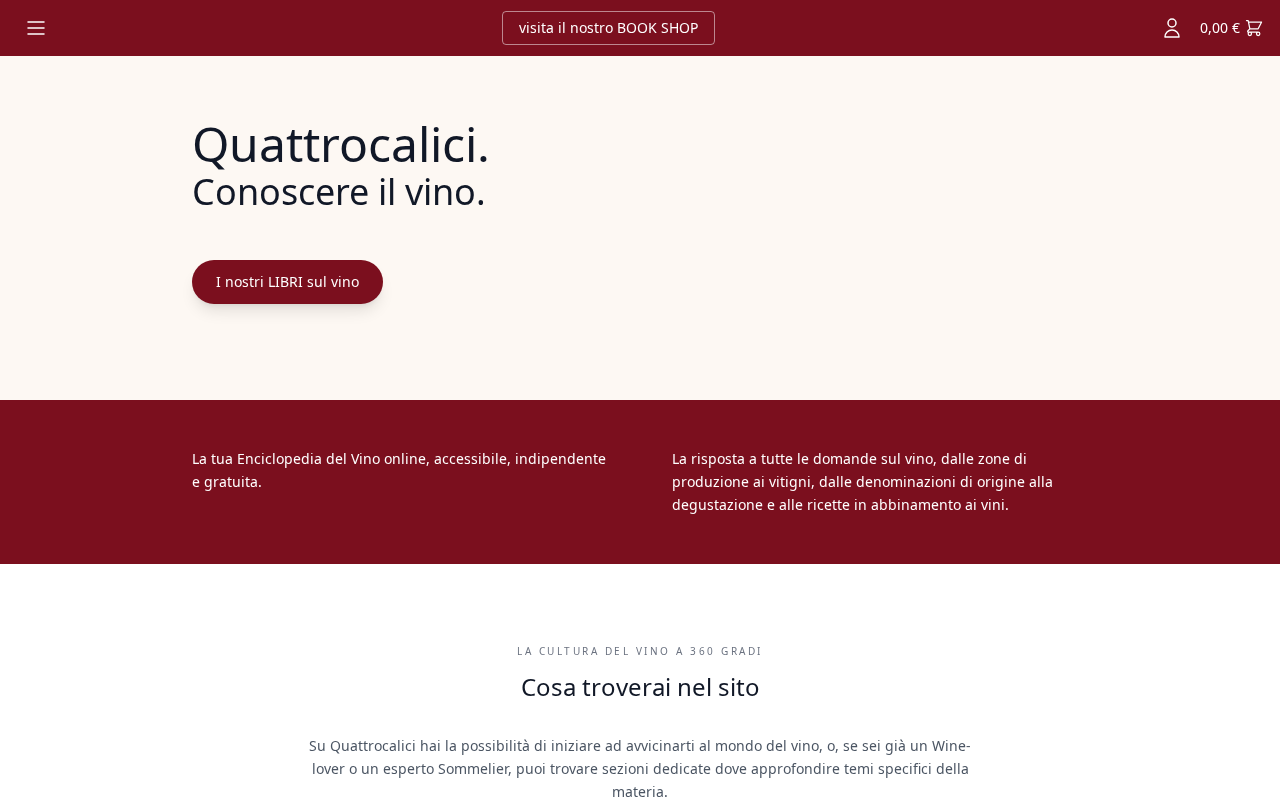 visita il nostro BOOK SHOP
0,00 €
Quattrocalici.
Conoscere il vino.
I nostri LIBRI sul vino
La tua Enciclopedia del Vino online, accessibile, indipendente
e gratuita.
La risposta a tutte le domande sul vino, dalle zone di
produzione ai vitigni, dalle denominazioni di origine alla
degustazione e alle ricette in abbinamento ai vini.
LA CULTURA DEL VINO A 360 GRADI
Cosa troverai nel sito
Su Quattrocalici hai la possibilità di iniziare ad avvicinarti al mondo del vino, o, se sei già un Wine-
lover o un esperto Sommelier, puoi trovare sezioni dedicate dove approfondire temi specifici della
materia.